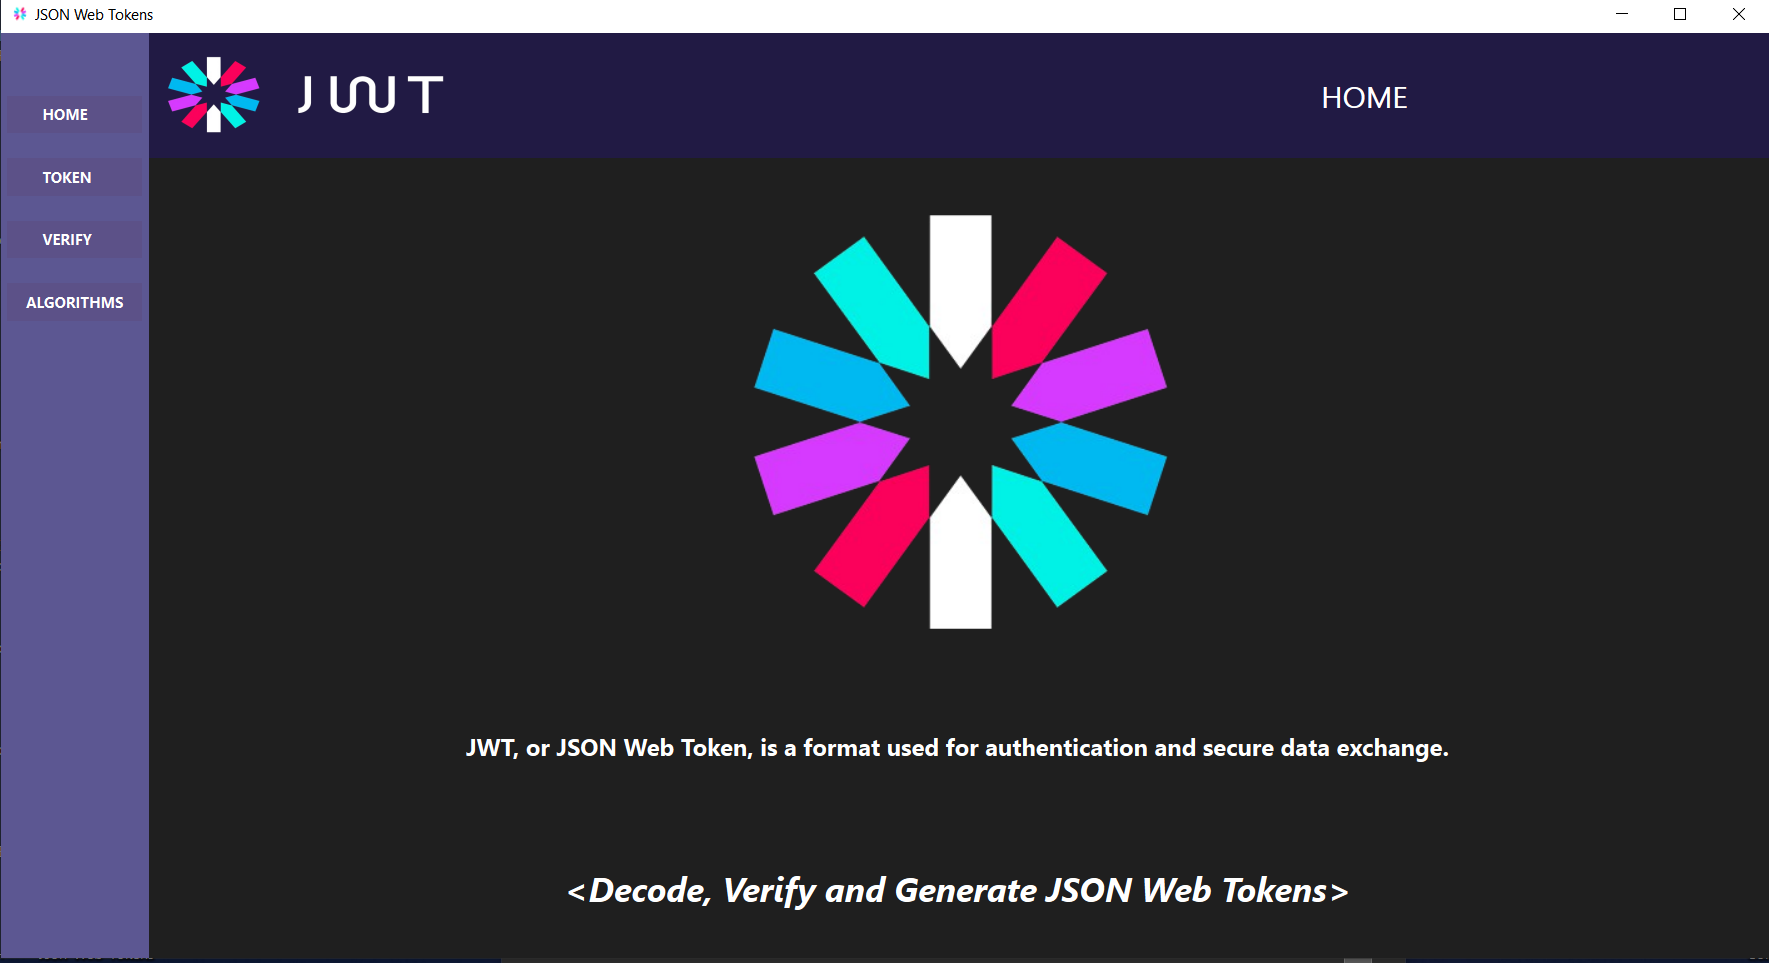 JSON Web Tokens
HOME
TOKEN
VERIFY
ALGORITHMS
JWT
HOME
JWT, or JSON Web Token, is a format used for authentication and secure data exchange.
<Decode, Verify and Generate JSON Web Tokens>